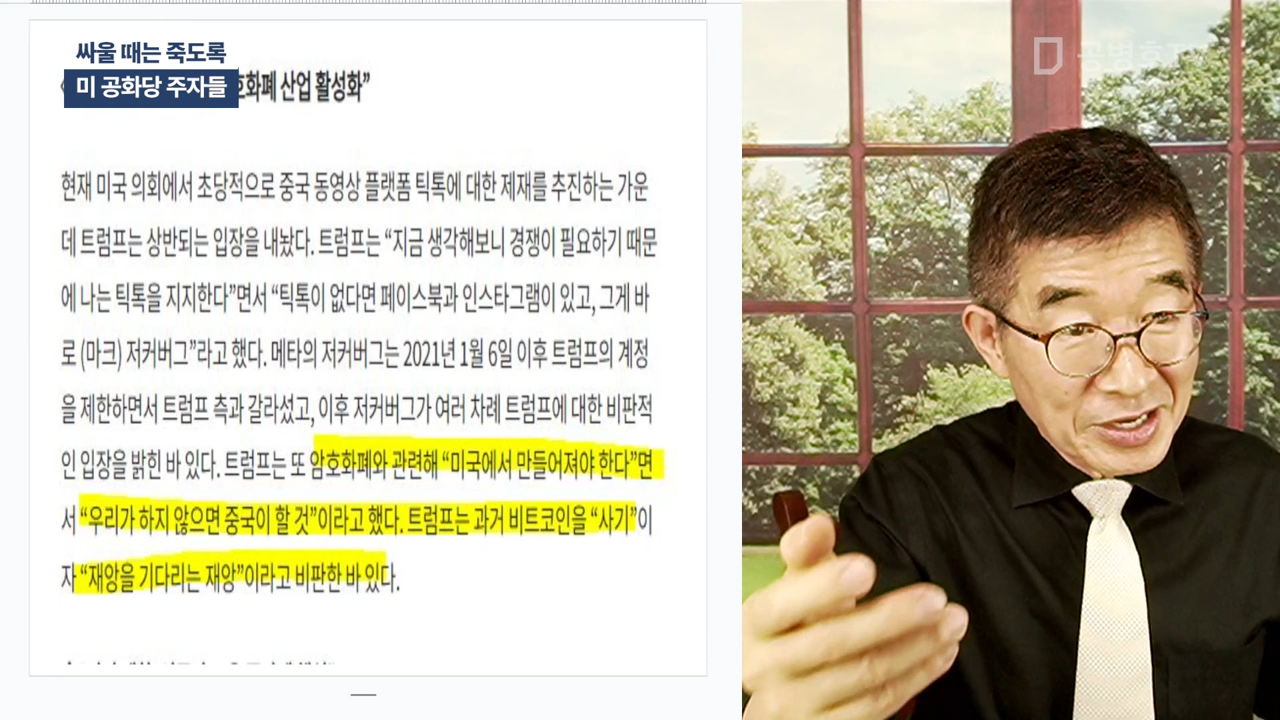 싸울 때는 죽도록
미 공화당 주자들
호화폐 산업 활성화”
공병호TV
현재 미국 의회에서 초당적으로 중국 동영상 플랫폼 틱톡에 대한 제재를 추진하는 가운
데 트럼프는 상반되는 입장을 내놨다. 트럼프는 “지금 생각해보니 경쟁이 필요하기 때문
에 나는 틱톡을 지지한다”면서 “틱톡이 없다면 페이스북과 인스타그램이 있고, 그게 바
로 (마크) 저커버그”라고 했다. 메타의 저커버그는 2021년 1월 6일 이후 트럼프의 계정
을 제한하면서 트럼프 측과 갈라섰고, 이후 저커버그가 여러 차례 트럼프에 대한 비판적
인 입장을 밝힌 바 있다. 트럼프는 또 암호화폐와 관련해 “미국에서 만들어져야 한다”면
서 “우리가 하지 않으면 중국이 할 것”이라고 했다. 트럼프는 과거 비트코인을 “사기”이
자 “재앙을 기다리는 재앙”이라고 비판한 바 있다.